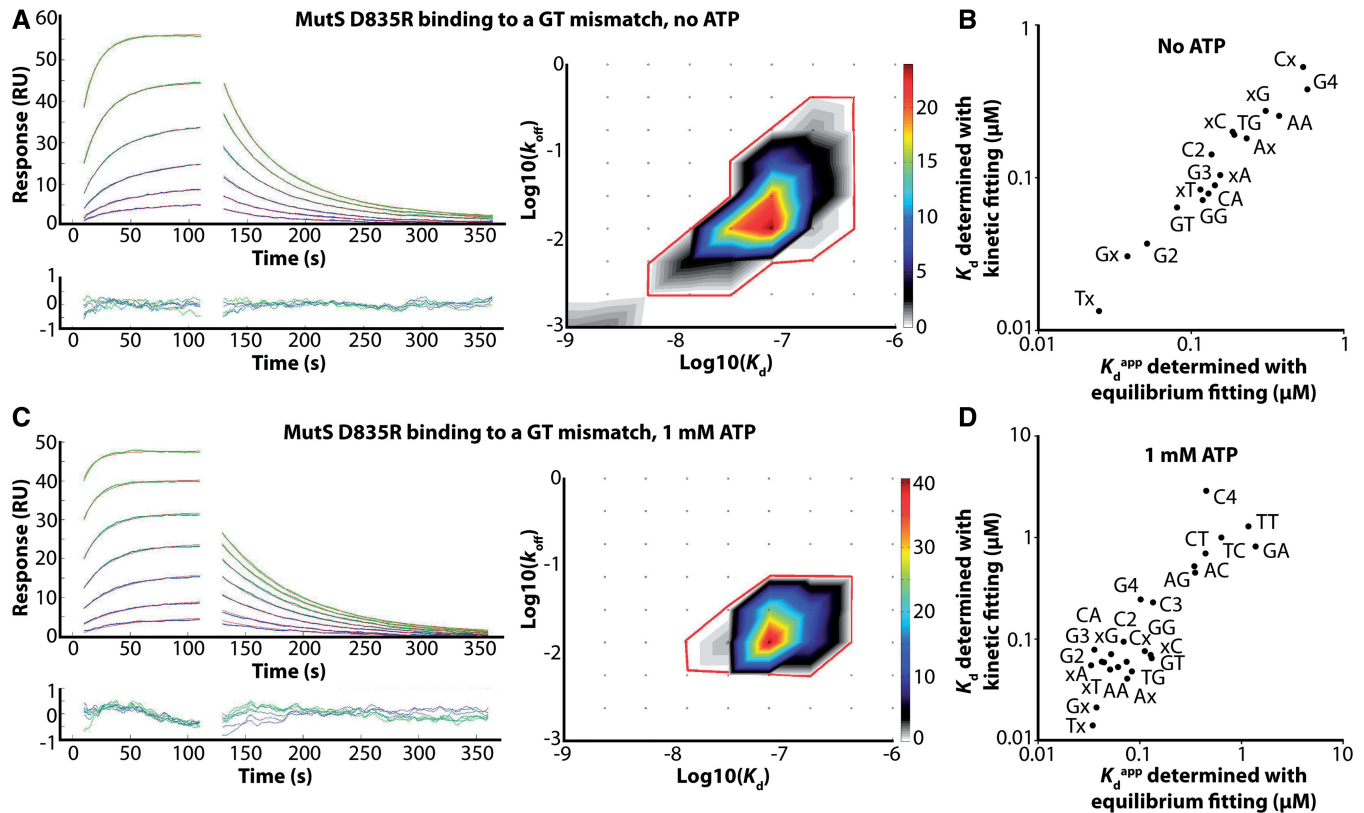 A
MutS D835R binding to a GT mismatch, no ATP
60
50
40
30
20
10
0
Response (RU)
0 50 100 150 200 250 300 350
Time (s)
1
0
-1
0 50 100 150 200 250 300 350
Time (s)
0
-1
-2
-3
Log10(koff)
-9 -8 -7 -6
Log10(Kd)
20
15
10
5
0
B
No ATP
1
0.1
0.01
Kd determined with
kinetic fitting (µM)
Cx
G4
xG
AA
xC TG
Ax
C2
G3 xA
xT CA
GT GG
Gx G2
Tx
0.01 0.1 1
Kdapp determined with
equilibrium fitting (µM)
C
MutS D835R binding to a GT mismatch, 1 mM ATP
50
40
30
20
10
0
Response (RU)
0 50 100 150 200 250 300 350
Time (s)
1
0
-1
0 50 100 150 200 250 300 350
Time (s)
0
-1
-2
-3
Log10(koff)
-9 -8 -7 -6
Log10(Kd)
40
30
20
10
0
D
1 mM ATP
10
1
0.1
0.01
Kd determined with
kinetic fitting (µM)
C4
TT
CT TC GA
AG AC
G4 C3
CA C2 GG
G3 xG Cx xC
G2 GT
xA TG
xT AA Ax
Gx
Tx
0.01 0.1 1 10
Kdapp determined with
equilibrium fitting (µM)